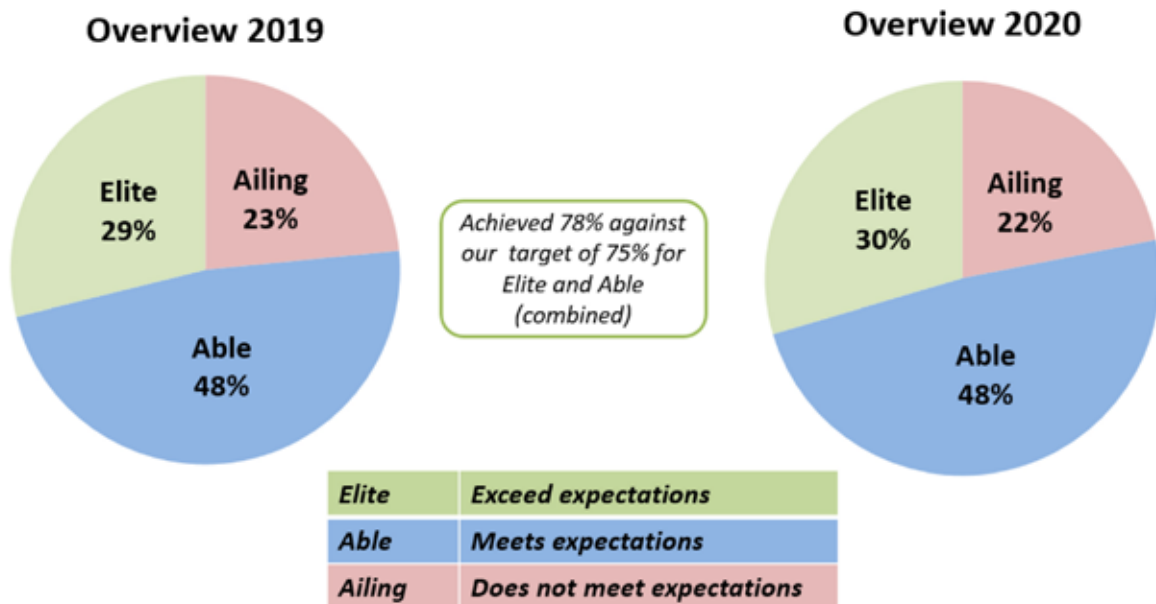 Overview 2019
Elite
29%
Ailing
23%
Able
48%
Achieved 78% against
our target of 75% for
Elite and Able
(combined)
Overview 2020
Elite
30%
Ailing
22%
Able
48%
Elite Exceed expectations
Able Meets expectations
Ailing Does not meet expectations